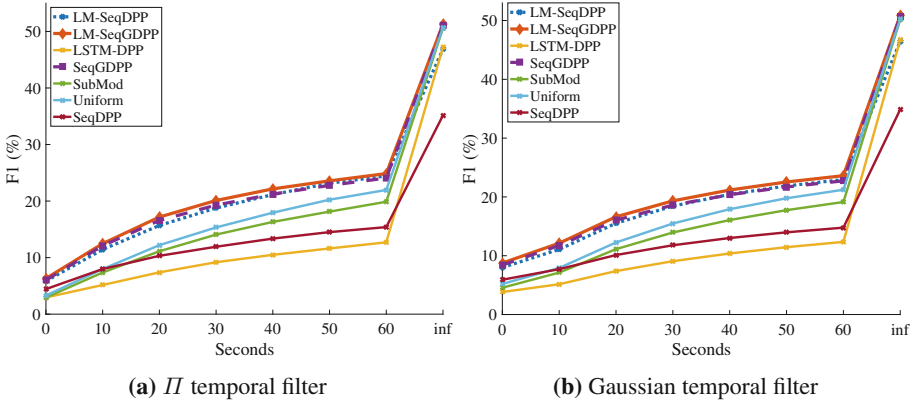 LM-SeqDPP
LM-SeqGDPP
LSTM-DPP
SeqGDPP
SubMod
Uniform
SeqDPP
F1 (%)
50
40
30
20
10
0
0 10 20 30 40 50 60 inf
Seconds
(a) Π temporal filter
LM-SeqDPP
LM-SeqGDPP
LSTM-DPP
SeqGDPP
SubMod
Uniform
SeqDPP
F1 (%)
50
40
30
20
10
0
0 10 20 30 40 50 60 inf
Seconds
(b) Gaussian temporal filter